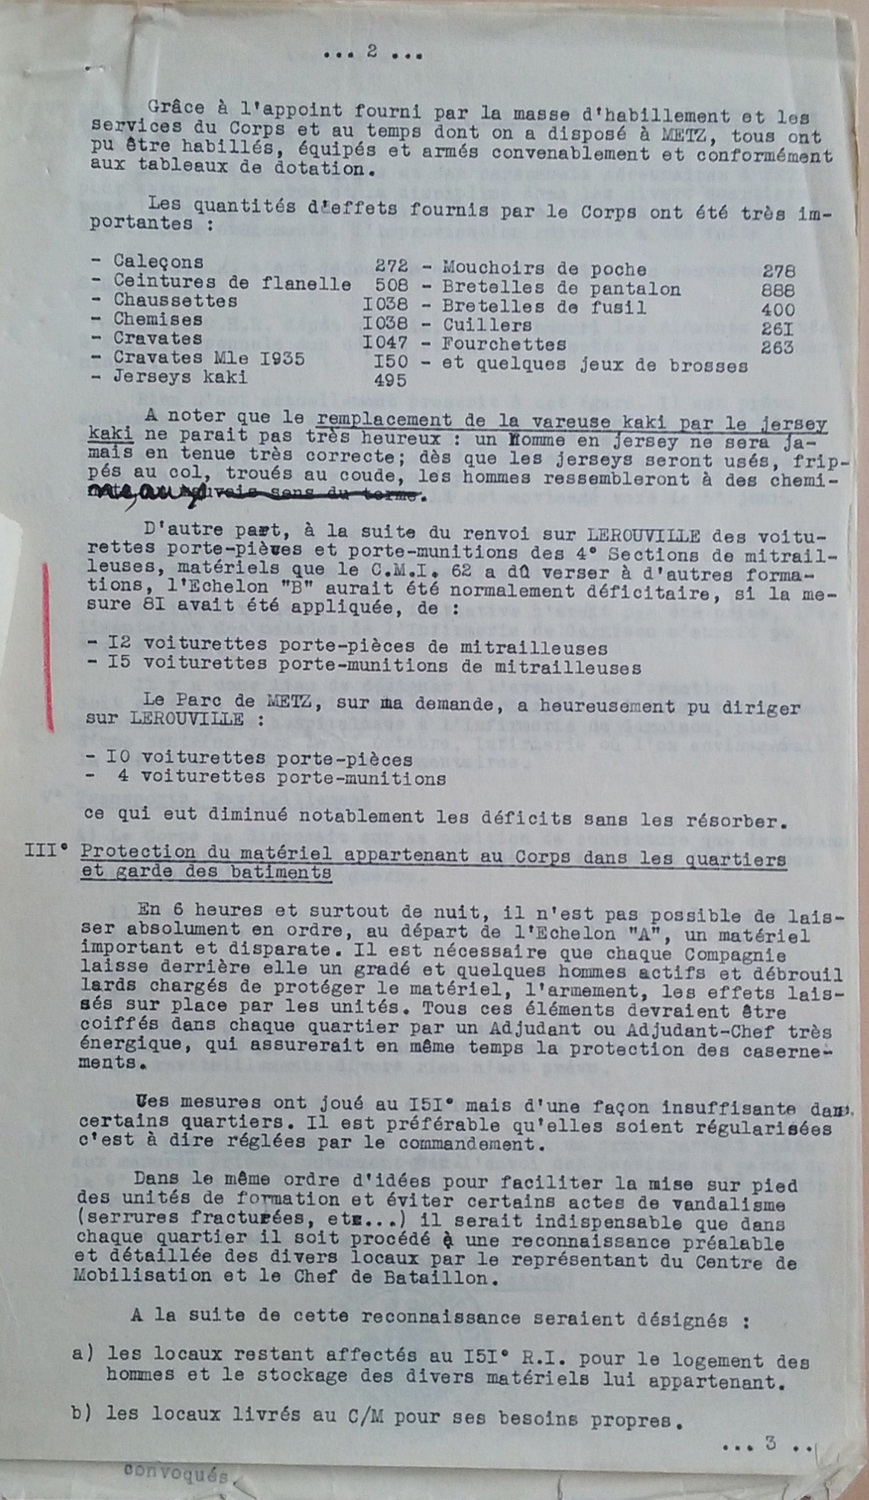 ... 2 ...
Grâce à l'appoint fourni par la masse d'habillement et les
services du Corps et au temps dont on a disposé à METZ, tous ont
pu être habillés, équipés et armés convenablement et conformément
aux tableaux de dotation.
Les quantités d'effets fournis par le Corps ont été très im-
portantes :
- Caleçons 272 - Mouchoirs de poche 278
- Ceintures de flanelle 508 - Bretelles de pantalon 888
- Chaussettes I038 - Bretelles de fusil 400
- Chemises I038 - Cuillers 26I
- Cravates I047 - Fourchettes 263
- Cravates Mle I935 I50 - et quelques jeux de brosses
- Jerseys kaki 495
A noter que le remplacement de la vareuse kaki par le jersey
kaki ne parait pas très heureux : un homme en jersey ne sera ja-
mais en tenue très correcte; dès que les jerseys seront usés, frip-
pés au col, troués au coude, les hommes ressembleront à des chemi-
neaux sens du terme.
D'autre part, à la suite du renvoi sur LEROUVILLE des voitu-
rettes porte-pièces et porte-munitions des 4° Sections de mitrail-
leuses, matériels que le C.M.I. 62 a dû verser à d'autres forma-
tions, l'Echelon "B" aurait été normalement déficitaire, si la me-
sure 8I avait été appliquée, de :
- I2 voiturettes porte-pièces de mitrailleuses
- I5 voiturettes porte-munitions de mitrailleuses
Le Parc de METZ, sur ma demande, a heureusement pu diriger
sur LEROUVILLE :
- I0 voiturettes porte-pièces
- 4 voiturettes porte-munitions
ce qui eut diminué notablement les déficits sans les résorber.
III° Protection du matériel appartenant au Corps dans les quartiers
et garde des batiments
En 6 heures et surtout de nuit, il n'est pas possible de lais-
ser absolument en ordre, au départ de l'Echelon "A", un matériel
important et disparate. Il est nécessaire que chaque Compagnie
laisse derrière elle un gradé et quelques hommes actifs et débrouil
lards chargés de protéger le matériel, l'armement, les effets lais-
sés sur place par les unités. Tous ces éléments devraient être
coiffés dans chaque quartier par un Adjudant ou Adjudant-Chef très
énergique, qui assurerait en même temps la protection des caserne-
ments.
Ces mesures ont joué au I5I° mais d'une façon insuffisante dans
certains quartiers. Il est préférable qu'elles soient régularisées
c'est à dire réglées par le commandement.
Dans le même ordre d'idées pour faciliter la mise sur pied
des unités de formation et éviter certains actes de vandalisme
(serrures fracturées, etc...) il serait indispensable que dans
chaque quartier il soit procédé à une reconnaissance préalable
et détaillée des divers locaux par le représentant du Centre de
Mobilisation et le Chef de Bataillon.
A la suite de cette reconnaissance seraient désignés :
a) les locaux restant affectés au I5I° R.I. pour le logement des
hommes et le stockage des divers matériels lui appartenant.
b) les locaux livrés au C/M pour ses besoins propres.
... 3 ..
convoqués.